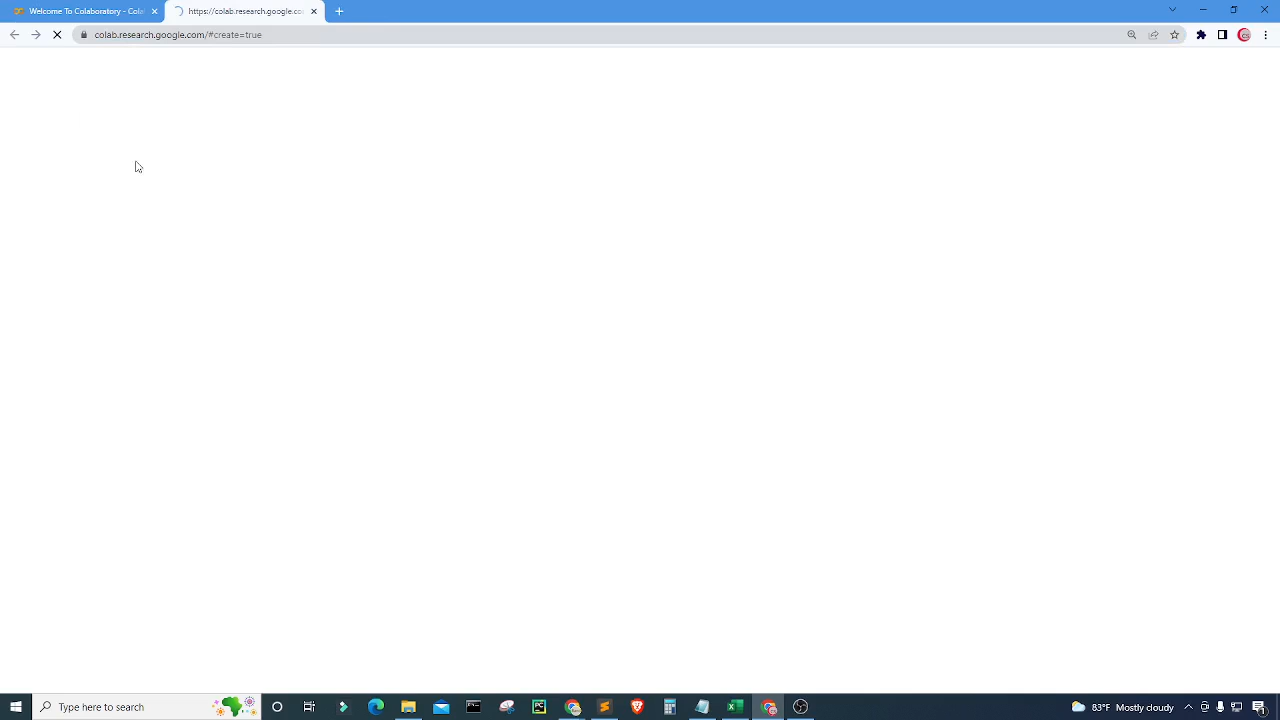 Welcome To Colaboratory - Cola
https://colab.research.google.co
colab.research.google.com/#create=true
Type here to search
83°F Mostly cloudy